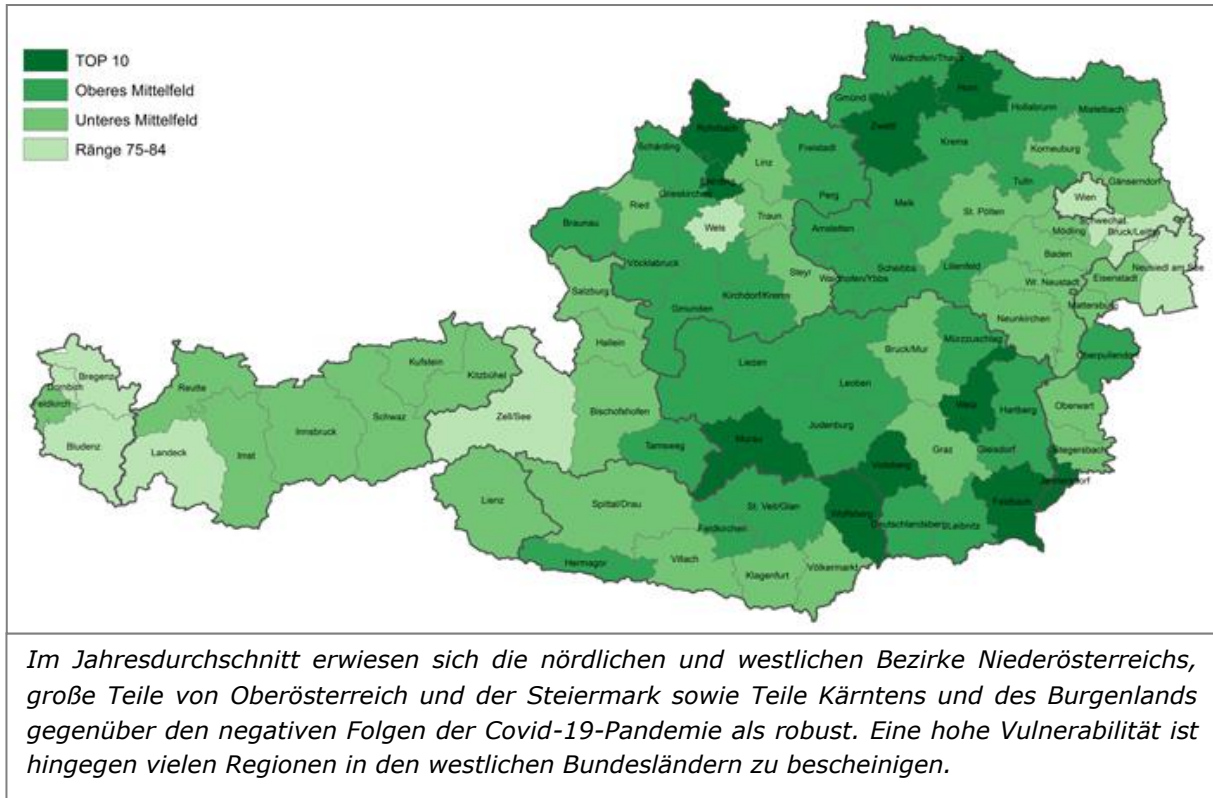 TOP 10
Oberes Mittelfeld
Unteres Mittelfeld
Ränge 75-84
Waidhofen/Thaya
Horn
Gmünd
Hollabrunn
Mistelbach
Zwettl
Rohrbach
Krems
Korneuburg
Schärding
Freistadt
Linz
Eferding
Tulln
Gänserndorf
Grieskirchen
Perg
Wien
Ried
Melk
St. Pölten
Schwechat
Braunau
Traun
Wels
Amstetten
Mödling
Bruck/Leitha
Baden
Vöcklabruck
Steyr
Scheibbs
Lilienfeld
Neusiedl am See
Waidhofen/Ybbs
Eisenstadt
Salzburg
Kirchdorf/Krems
Wr. Neustadt
Gmunden
Mattersburg
Neunkirchen
Hallein
Mürzzuschlag
Bruck/Mur
Kufstein
Liezen
Oberpullendorf
Bregenz
Kitzbühel
Dornbirn
Reutte
Leoben
Feldkirch
Weiz
Hartberg
Oberwart
Schwaz
Zell/See
Bischofshofen
Innsbruck
Judenburg
Bludenz
Landeck
Imst
Tamsweg
Murau
Graz
Gleisdorf
Stegersbach
Voitsberg
Jennersdorf
Lienz
Spittal/Drau
St. Veit/Glan
Wolfsberg
Feldbach
Feldkirchen
Deutschlandsberg
Leibnitz
Hermagor
Villach
Klagenfurt
Völkermarkt
Im Jahresdurchschnitt erwiesen sich die nördlichen und westlichen Bezirke Niederösterreichs,
große Teile von Oberösterreich und der Steiermark sowie Teile Kärntens und des Burgenlands
gegenüber den negativen Folgen der Covid-19-Pandemie als robust. Eine hohe Vulnerabilität ist
hingegen vielen Regionen in den westlichen Bundesländern zu bescheinigen.